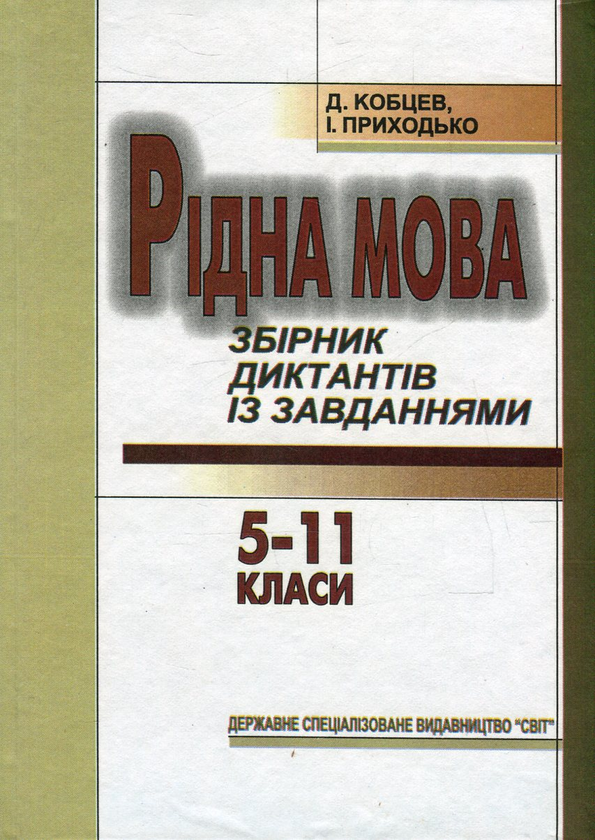 Д. КОБЦЕВ,
І. ПРИХОДЬКО
РІДНА МОВА
ЗБІРНИК
ДИКТАНТІВ
ІЗ ЗАВДАННЯМИ
5-11
КЛАСИ
ДЕРЖАВНЕ СПЕЦІАЛІЗОВАНЕ ВИДАВНИЦТВО "СВІТ"